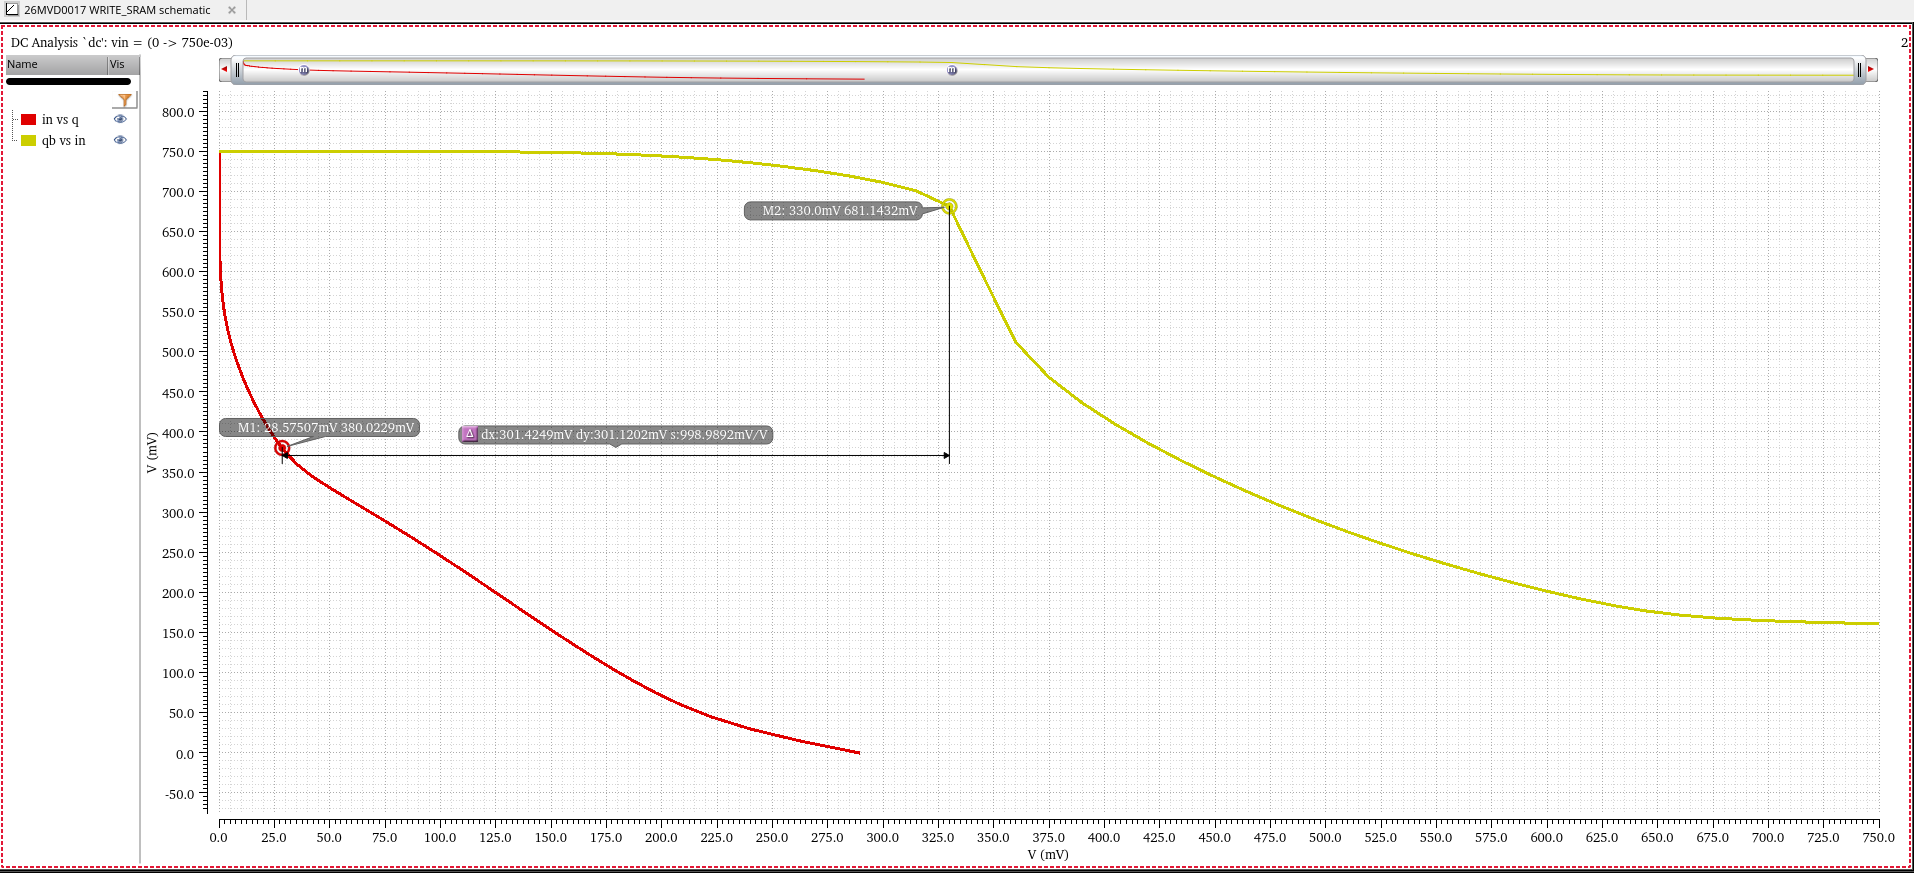 26MVD0017 WRITE_SRAM schematic ×
DC Analysis `dc': vin = (0 -> 750e-03)
2
Name Vis
in vs q
qb vs in
800.0
750.0
700.0
650.0
600.0
550.0
500.0
450.0
400.0
350.0
300.0
250.0
200.0
150.0
100.0
50.0
0.0
-50.0
V (mV)
M2: 330.0mV 681.1432mV
M1: 28.57507mV 380.0229mV
Δ dx:301.4249mV dy:301.1202mV s:998.9892mV/V
0.0 25.0 50.0 75.0 100.0 125.0 150.0 175.0 200.0 225.0 250.0 275.0 300.0 325.0 350.0 375.0 400.0 425.0 450.0 475.0 500.0 525.0 550.0 575.0 600.0 625.0 650.0 675.0 700.0 725.0 750.0
V (mV)